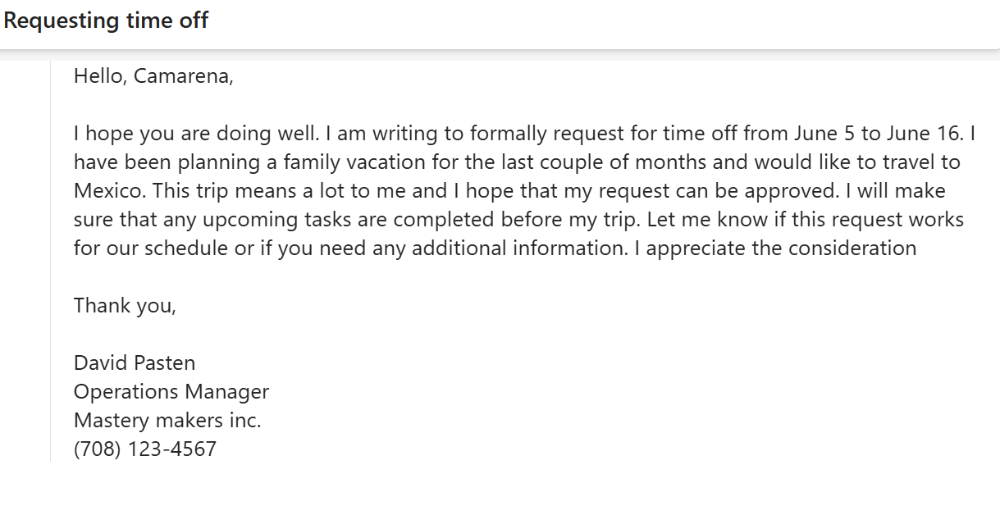 Requesting time off
Hello, Camarena,
I hope you are doing well. I am writing to formally request for time off from June 5 to June 16. I
have been planning a family vacation for the last couple of months and would like to travel to
Mexico. This trip means a lot to me and I hope that my request can be approved. I will make
sure that any upcoming tasks are completed before my trip. Let me know if this request works
for our schedule or if you need any additional information. I appreciate the consideration
Thank you,
David Pasten
Operations Manager
Mastery makers inc.
(708) 123-4567